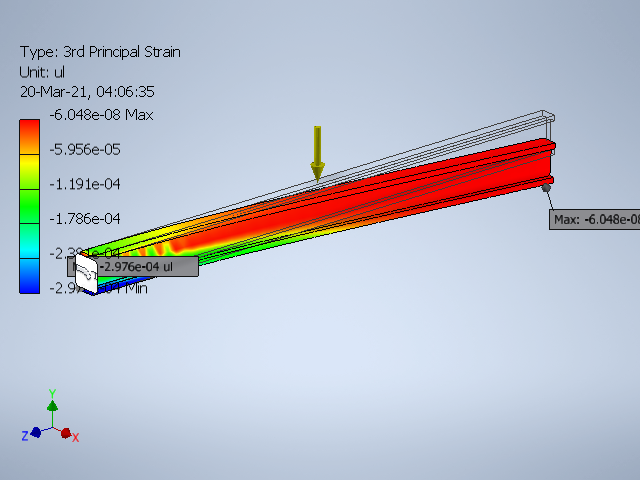 Type: 3rd Principal Strain
Unit: ul
20-Mar-21, 04:06:35
-6.048e-08 Max
-5.956e-05
-1.191e-04
-1.786e-04
-2.976e-04 ul
Min
Max: -6.048e-08
Y
Z
X